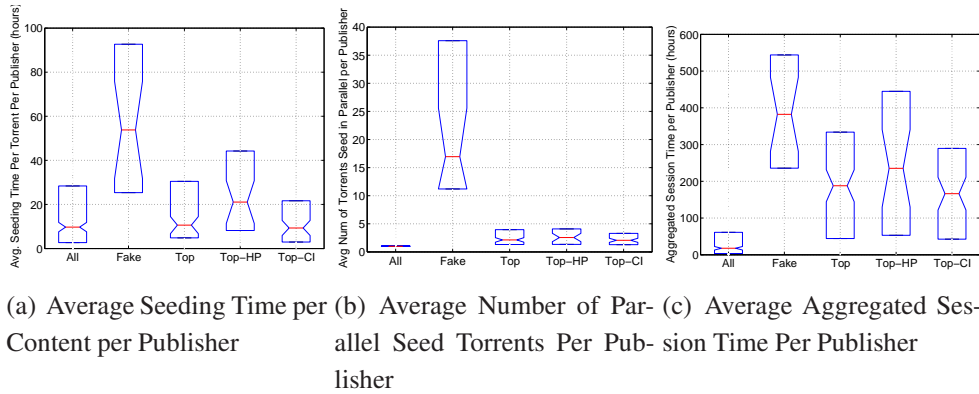 Avg. Seeding Time Per Torrent Per Publisher (hours)
100
80
60
40
20
0
All Fake Top Top−HP Top−CI
Avg Num of Torrents Seed in Parallel per Publisher
40
35
30
25
20
15
10
5
0
All Fake Top Top−HP Top−CI
Aggregated Session Time per Publisher (hours)
600
500
400
300
200
100
0
All Fake Top Top−HP Top−CI
(a) Average Seeding Time per
Content per Publisher
(b) Average Number of Par-
allel Seed Torrents Per Pub-
lisher
(c) Average Aggregated Ses-
sion Time Per Publisher